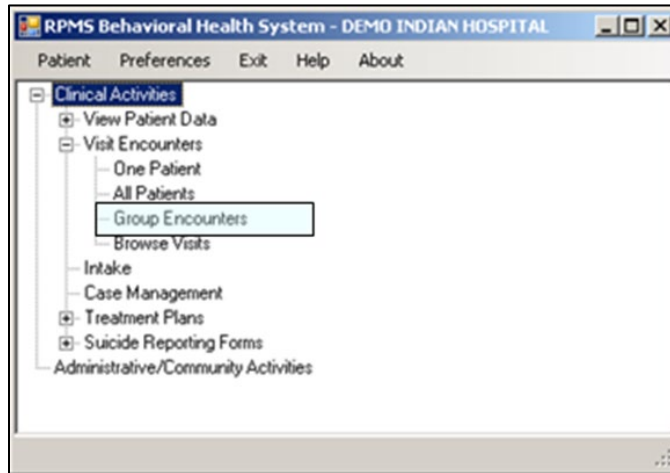 RPMS Behavioral Health System - DEMO INDIAN HOSPITAL
Patient Preferences Exit Help About
Clinical Activities
View Patient Data
Visit Encounters
One Patient
All Patients
Group Encounters
Browse Visits
Intake
Case Management
Treatment Plans
Suicide Reporting Forms
Administrative/Community Activities